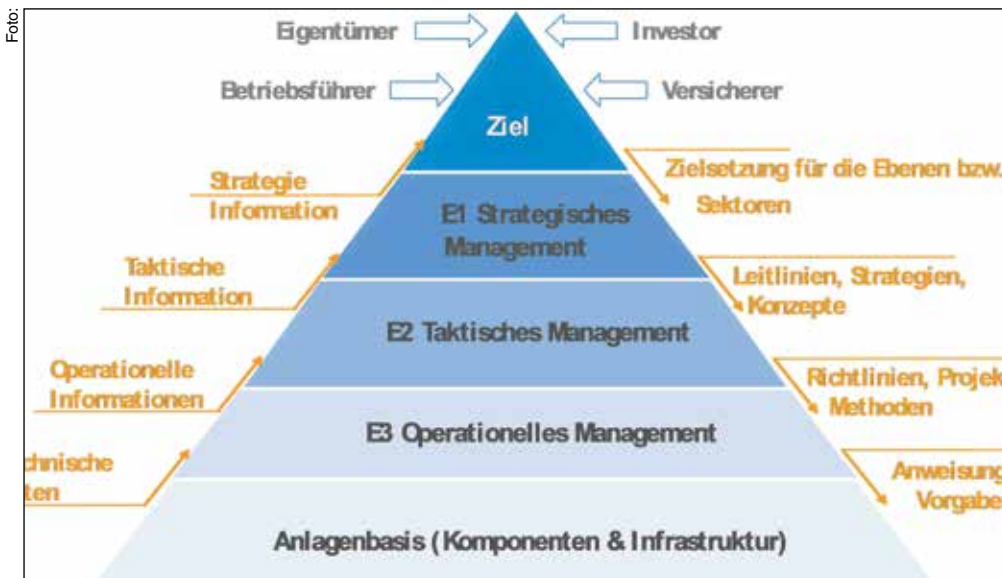 Foto:
Eigentümer
Investor
Betriebsführer
Versicherer
Ziel
Strategie
Information
Zielsetzung für die Ebenen bzw.
Sektoren
E1 Strategisches
Management
Taktische
Information
Leitlinien, Strategien,
Konzepte
E2 Taktisches Management
Operationelle
Informationen
Richtlinien, Projek
Methoden
E3 Operationelles Management
chnische
ten
Anweisung
Vorgabe
Anlagenbasis ( Komponenten & Infrastruktur)